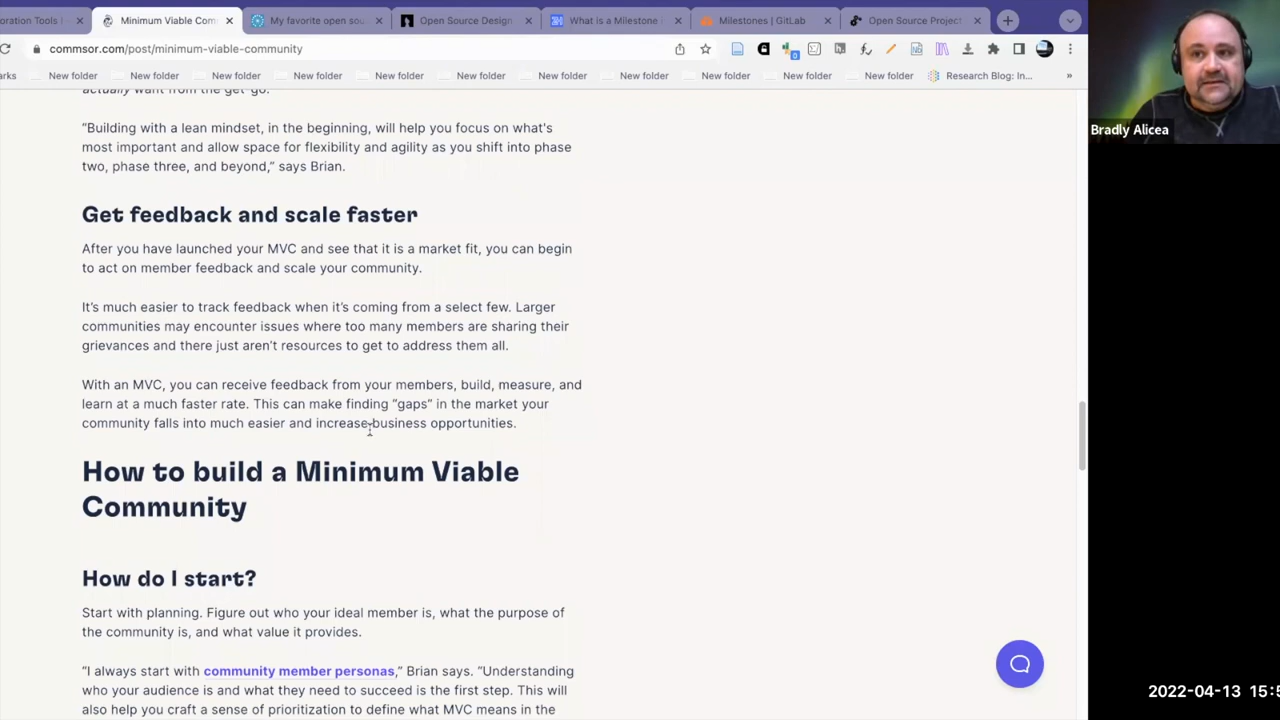 oration Tools
Minimum Viable Com
My favorite open sou
Open Source Design
What is a Milestone
Milestones | GitLab
Open Source Project
commsor.com/post/minimum-viable-community
arks
New folder
New folder
New folder
New folder
New folder
New folder
New folder
New folder
New folder
New folder
New folder
Research Blog: In...
»
actually want from the get-go.
“Building with a lean mindset, in the beginning, will help you focus on what's
most important and allow space for flexibility and agility as you shift into phase
two, phase three, and beyond,” says Brian.
Get feedback and scale faster
After you have launched your MVC and see that it is a market fit, you can begin
to act on member feedback and scale your community.
It’s much easier to track feedback when it’s coming from a select few. Larger
communities may encounter issues where too many members are sharing their
grievances and there just aren’t resources to get to address them all.
With an MVC, you can receive feedback from your members, build, measure, and
learn at a much faster rate. This can make finding “gaps” in the market your
community falls into much easier and increase business opportunities.
How to build a Minimum Viable
Community
How do I start?
Start with planning. Figure out who your ideal member is, what the purpose of
the community is, and what value it provides.
“I always start with community member personas,” Brian says. “Understanding
who your audience is and what they need to succeed is the first step. This will
also help you craft a sense of prioritization to define what MVC means in the
Bradly Alicea
2022-04-13 15:5